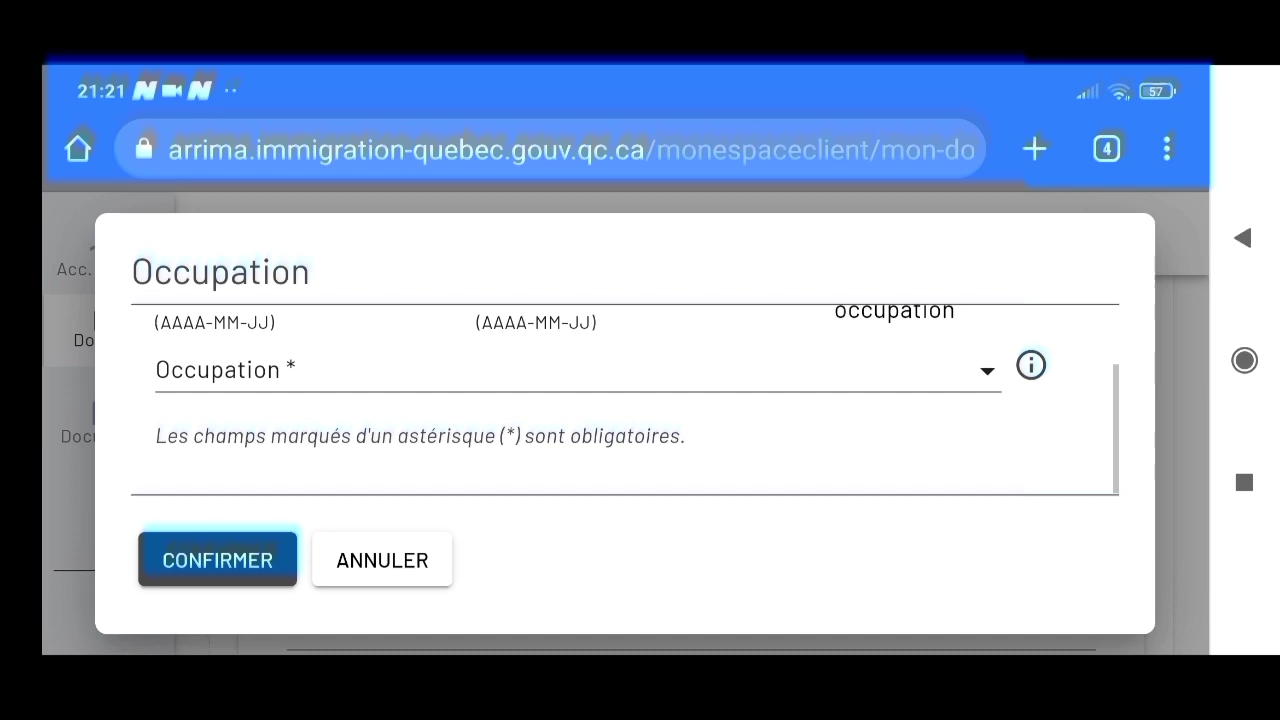 21:21
57
arrima.immigration-quebec.gouv.qc.ca/monespaceclient/mon-do
4
Acc.
Do
Docu
Occupation
(AAAA-MM-JJ) (AAAA-MM-JJ) occupation
Occupation *
Les champs marqués d'un astérisque (*) sont obligatoires.
CONFIRMER ANNULER